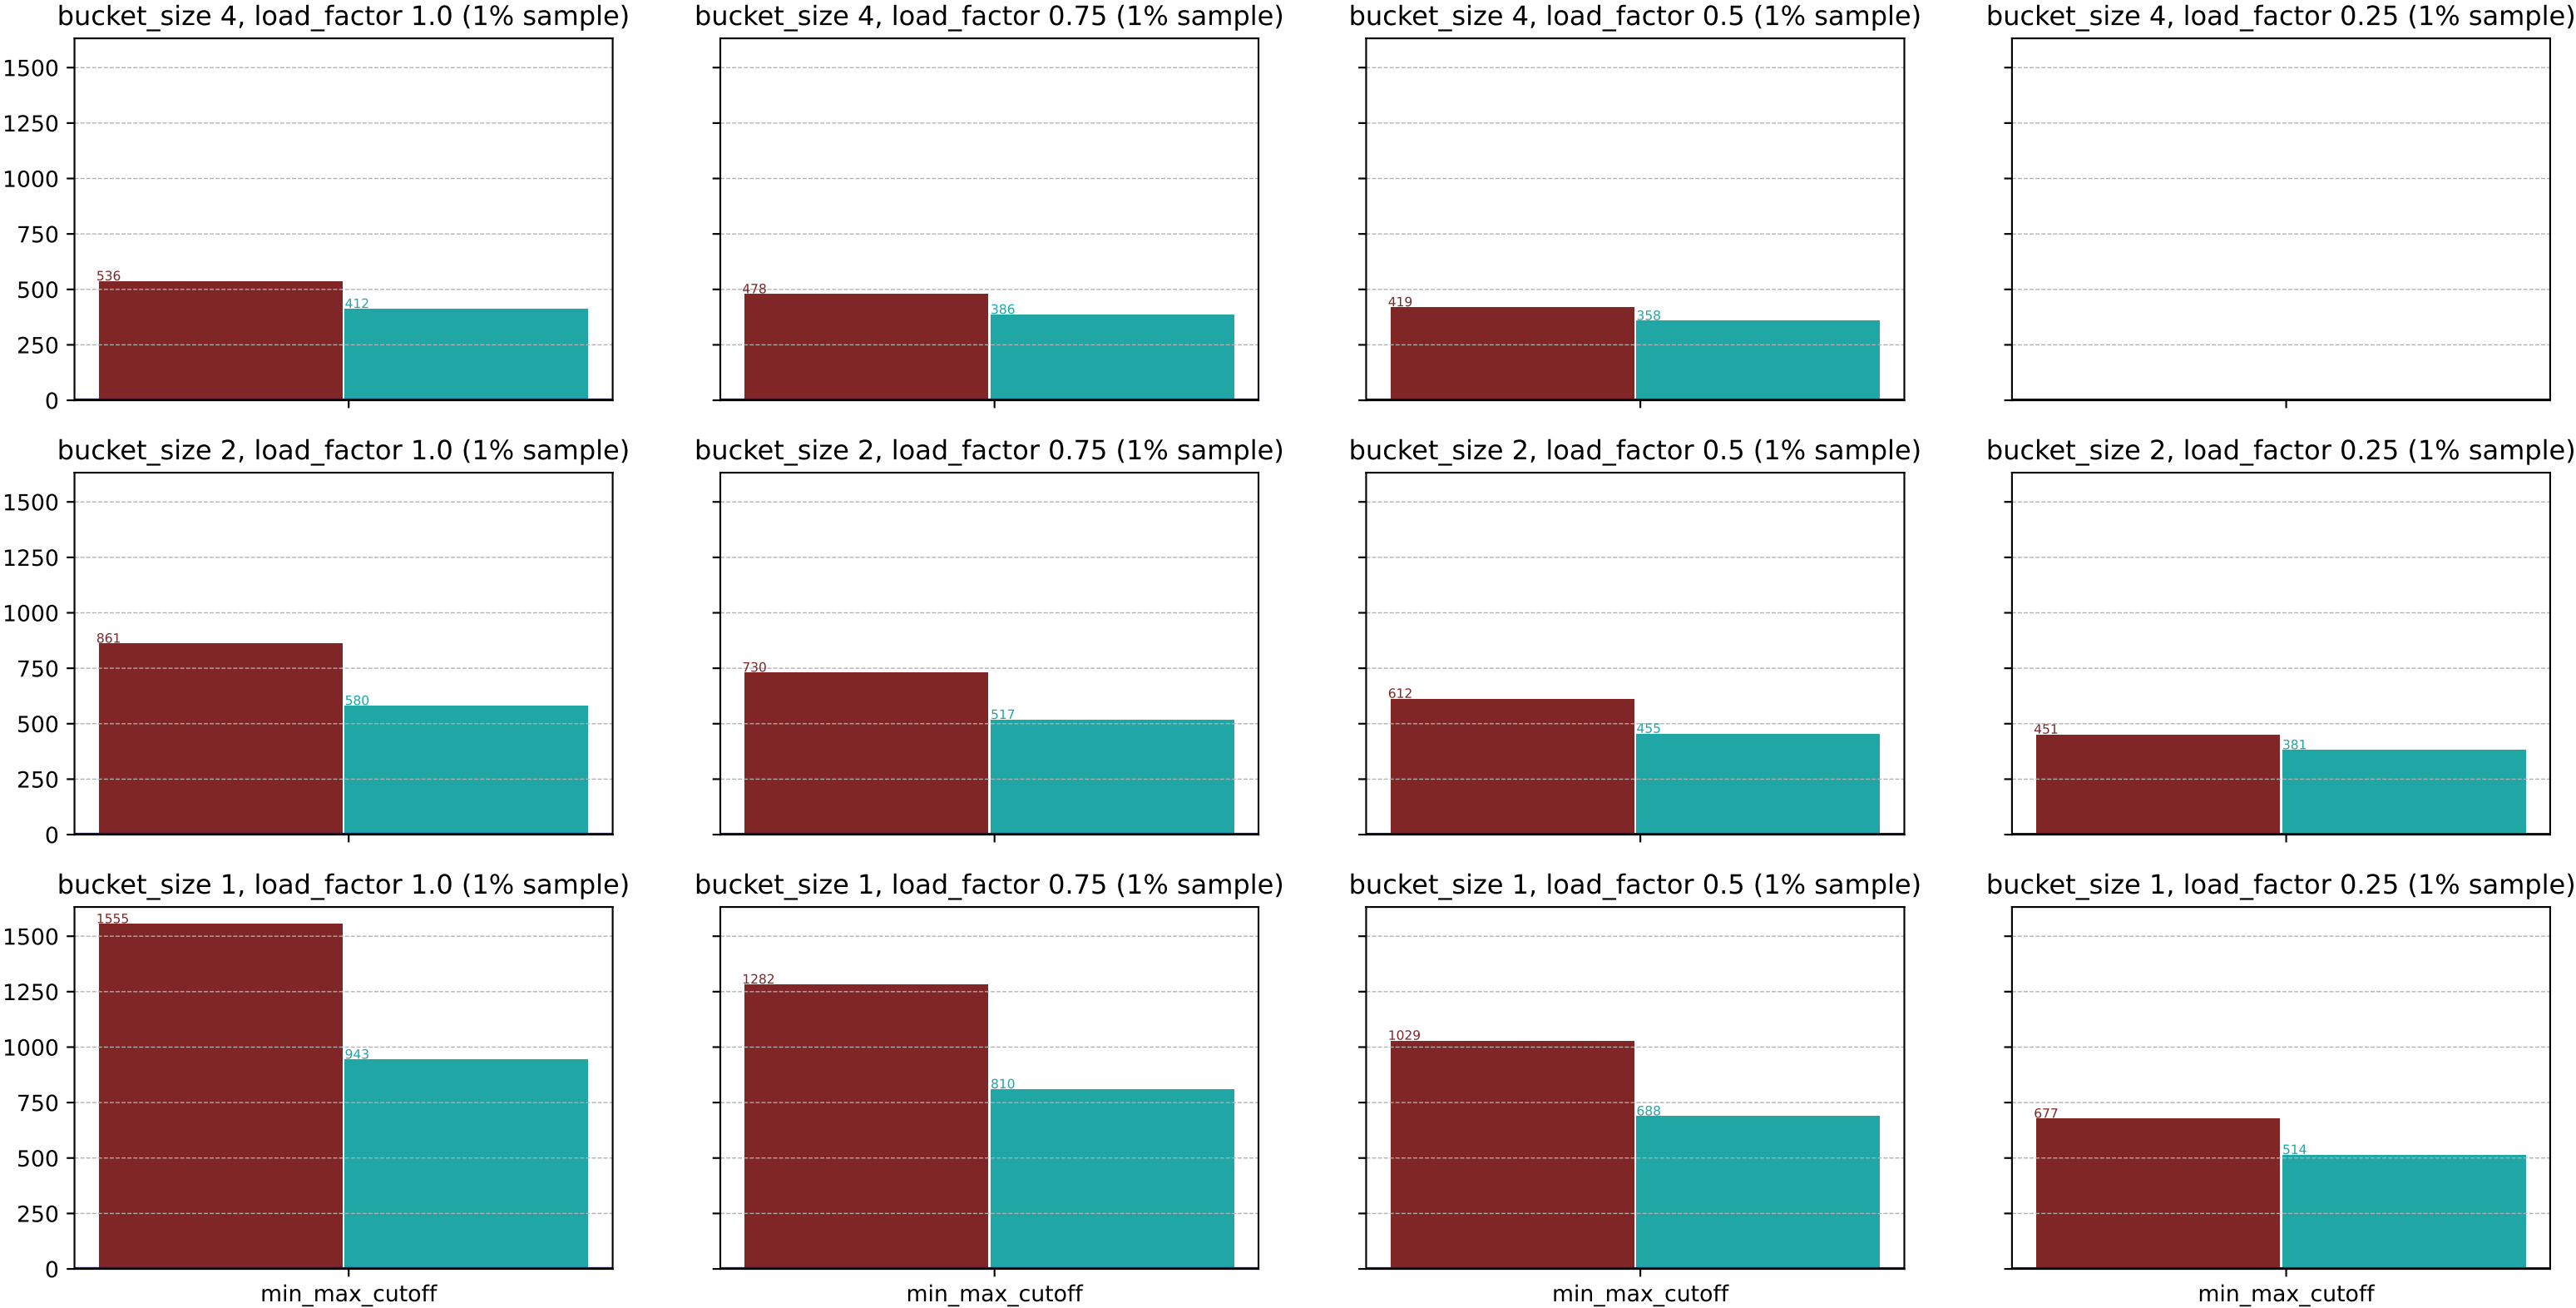 bucket_size 4, load_factor 1.0 (1% sample)
bucket_size 4, load_factor 0.75 (1% sample)
bucket_size 4, load_factor 0.5 (1% sample)
bucket_size 4, load_factor 0.25 (1% sample)
1500
1250
1000
750
500
250
0
536
412
478
386
419
358
bucket_size 2, load_factor 1.0 (1% sample)
bucket_size 2, load_factor 0.75 (1% sample)
bucket_size 2, load_factor 0.5 (1% sample)
bucket_size 2, load_factor 0.25 (1% sample)
1500
1250
1000
750
500
250
0
861
580
730
517
612
455
451
381
bucket_size 1, load_factor 1.0 (1% sample)
bucket_size 1, load_factor 0.75 (1% sample)
bucket_size 1, load_factor 0.5 (1% sample)
bucket_size 1, load_factor 0.25 (1% sample)
1500
1250
1000
750
500
250
0
1555
943
1282
810
1029
688
677
514
min_max_cutoff
min_max_cutoff
min_max_cutoff
min_max_cutoff